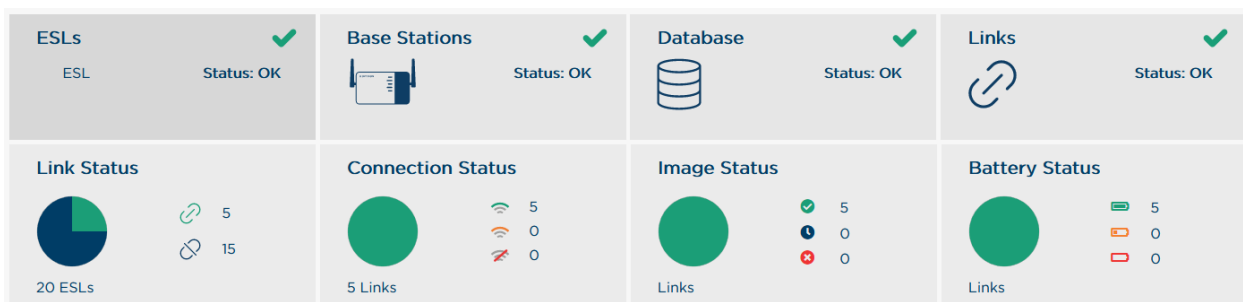 ESLs
ESL
Status: OK
Base Stations
Status: OK
Database
Status: OK
Links
Status: OK
Link Status
5
15
20 ESLs
Connection Status
5
0
0
5 Links
Image Status
5
0
0
Links
Battery Status
5
0
0
Links